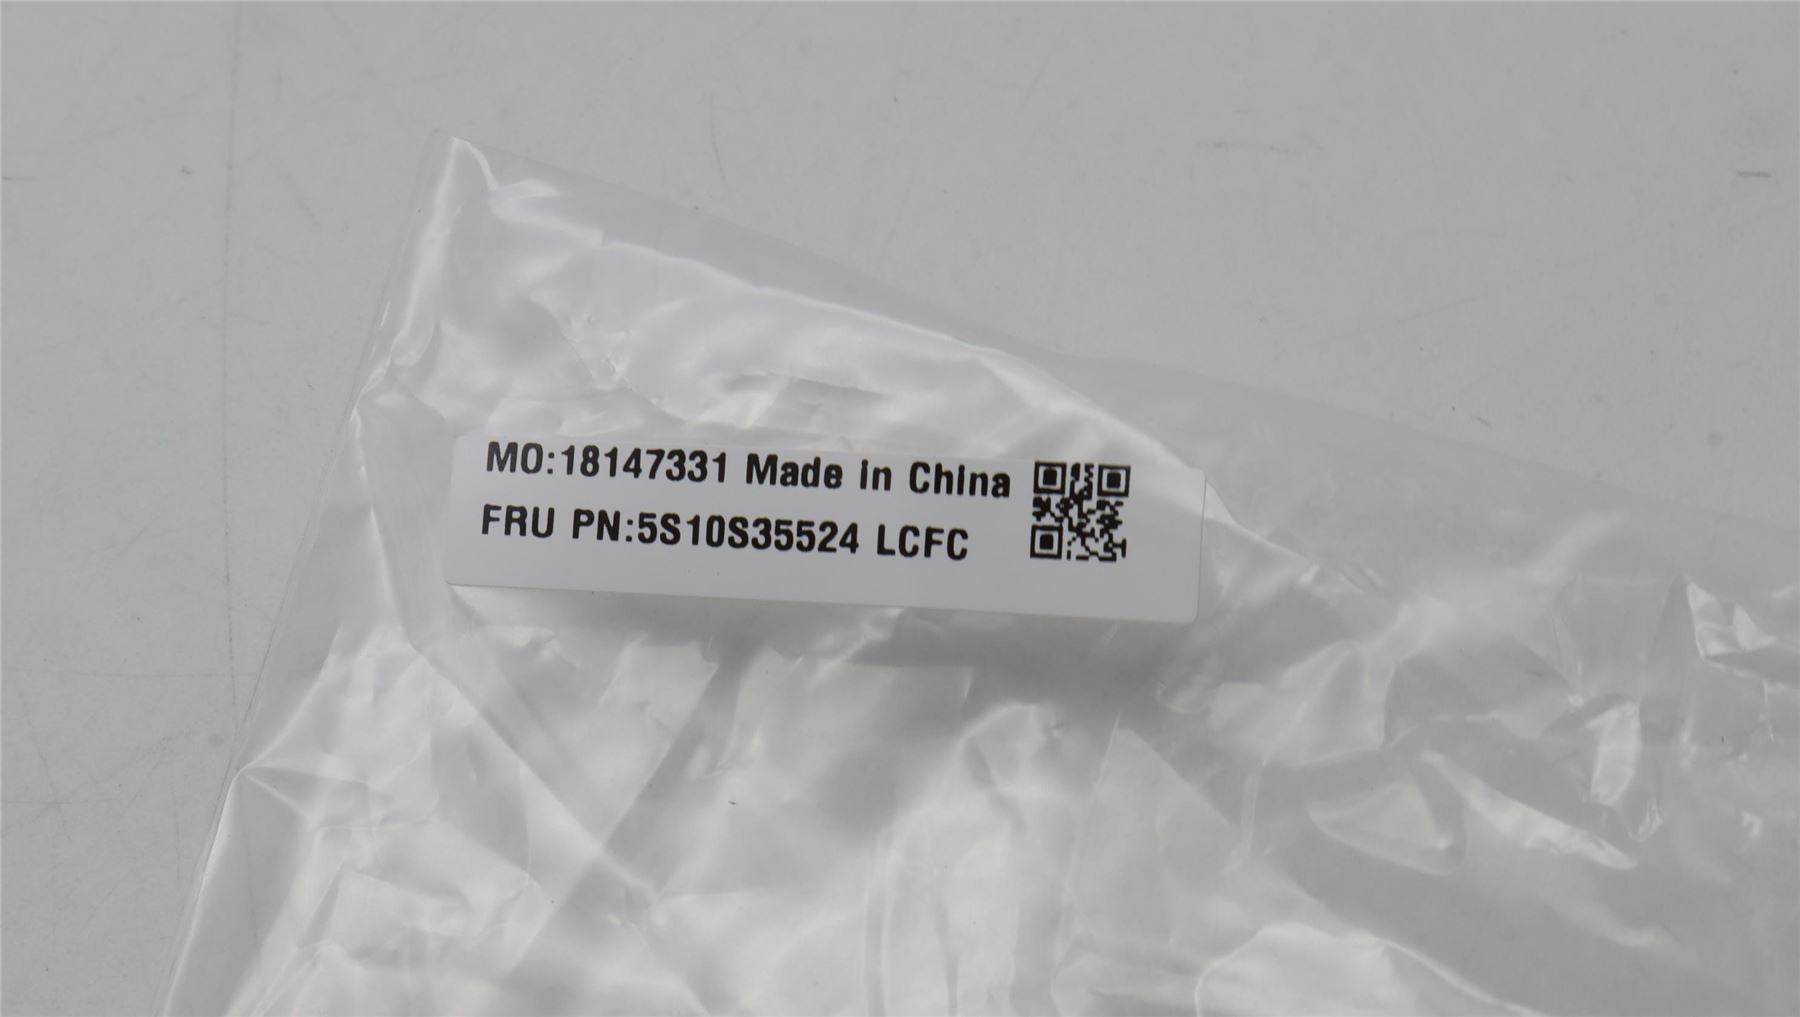 MO:18147331 Made in China
FRU PN:5S10S35524 LCFC